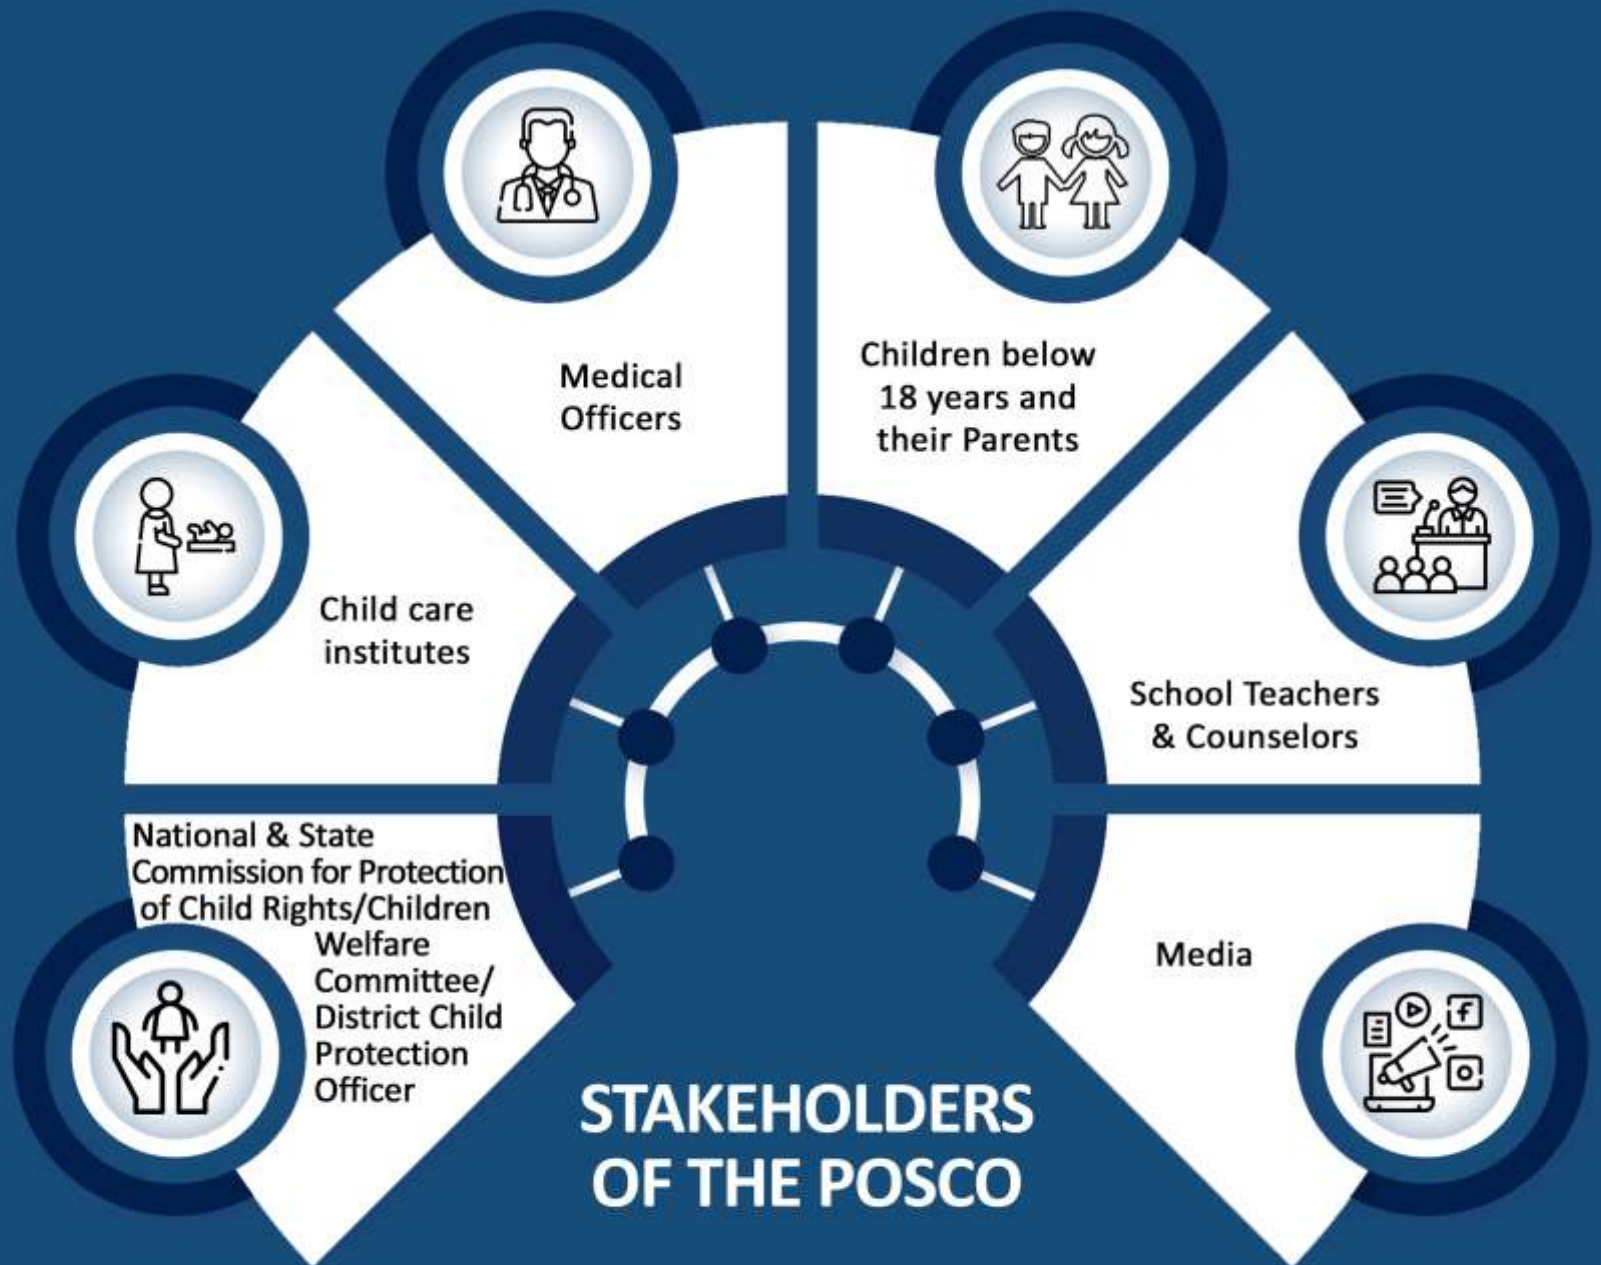 Medical
Officers
Children below
18 years and
their Parents
Child care
institutes
School Teachers
& Counselors
National & State
Commission for Protection
of Child Rights/Children
Welfare
Committee/
District Child
Protection
Officer
Media
STAKEHOLDERS
OF THE POSCO